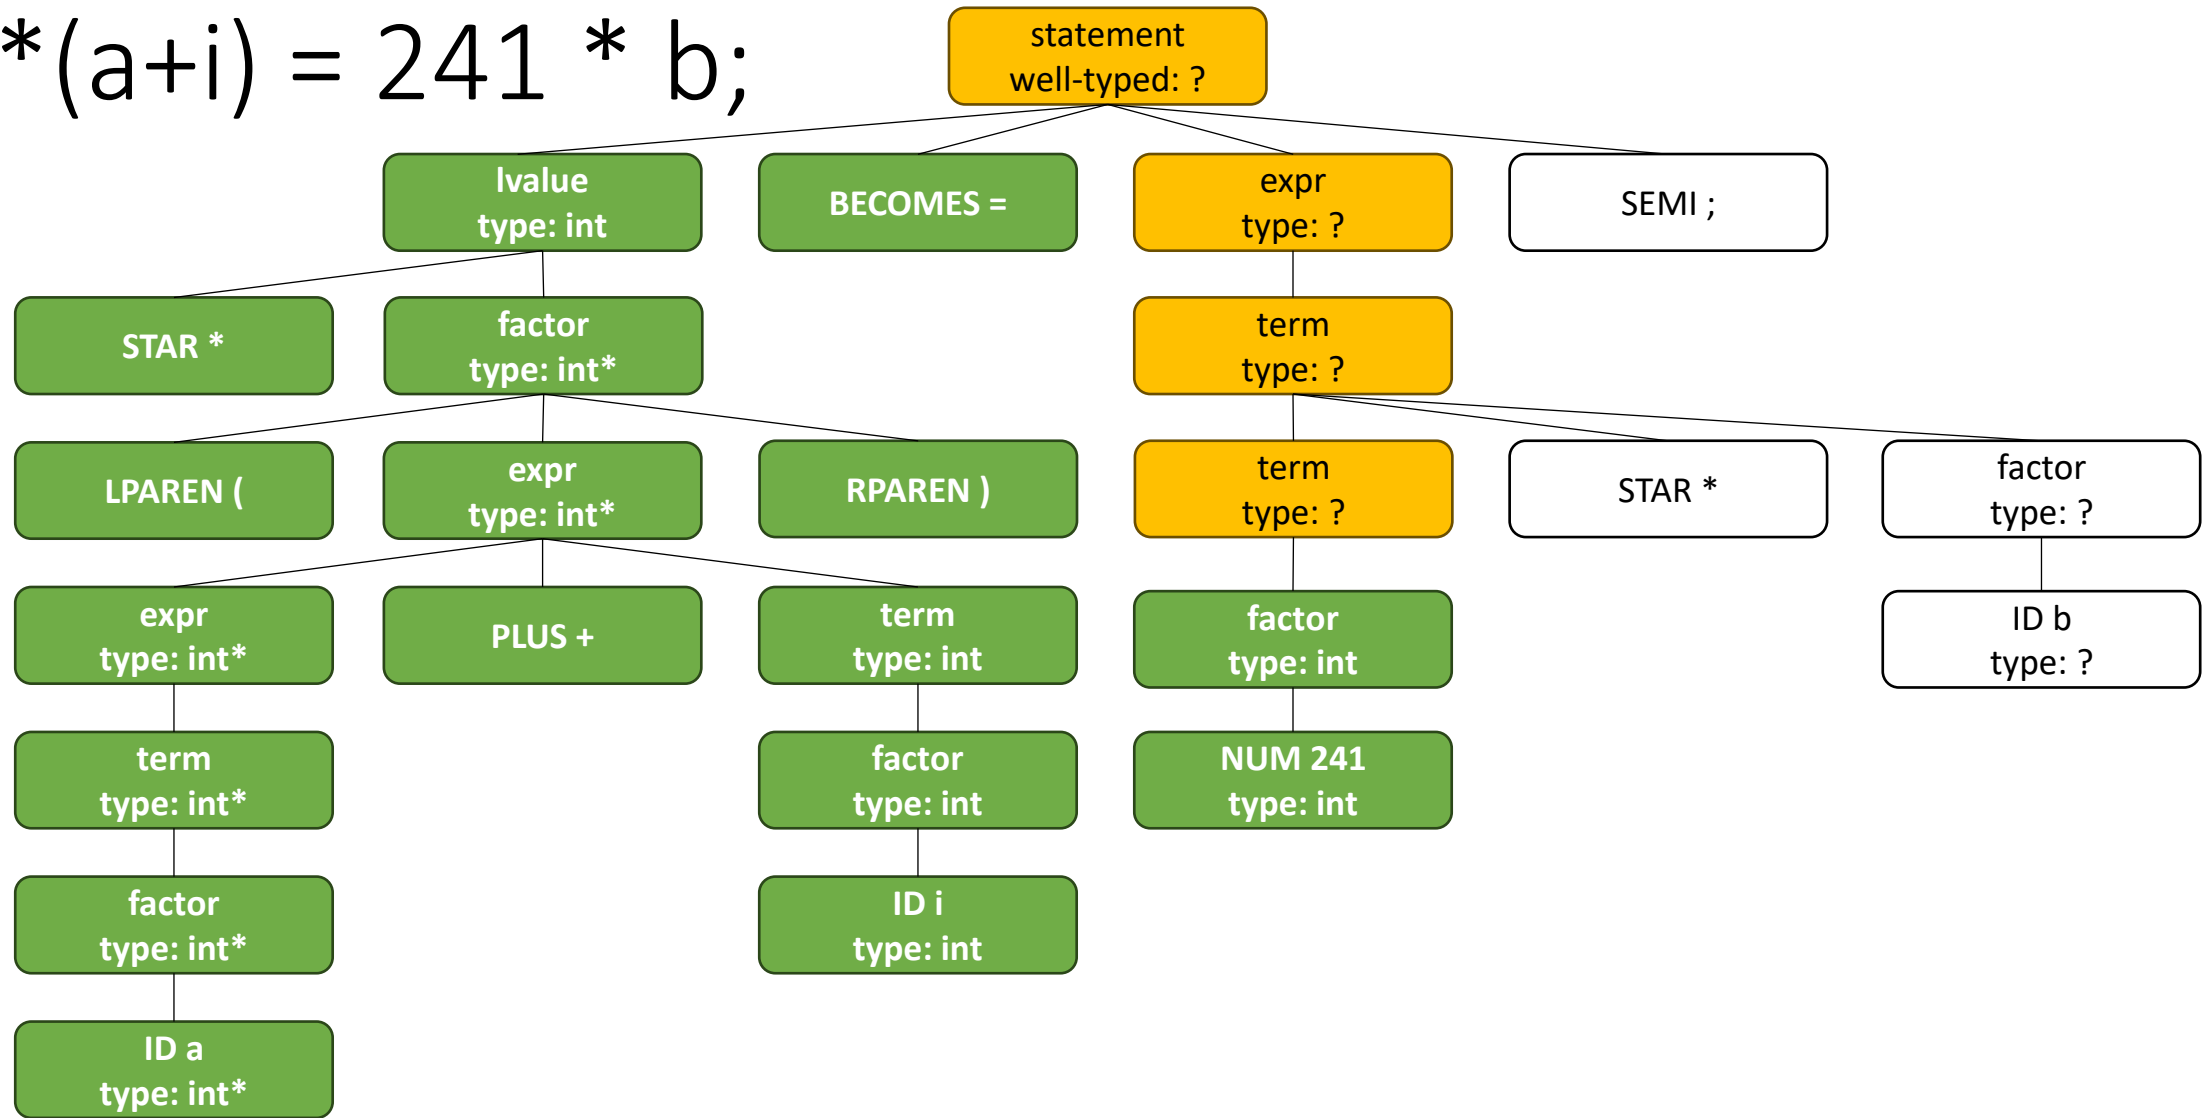 *(a+i) = 241 * b;
statement
well-typed: ?
lvalue
type: int
BECOMES =
expr
type: ?
SEMI ;
STAR *
factor
type: int*
term
type: ?
LPAREN (
expr
type: int*
RPAREN )
term
type: ?
STAR *
factor
type: ?
expr
type: int*
PLUS +
term
type: int
factor
type: int
ID b
type: ?
term
type: int*
factor
type: int
NUM 241
type: int
factor
type: int*
ID i
type: int
ID a
type: int*